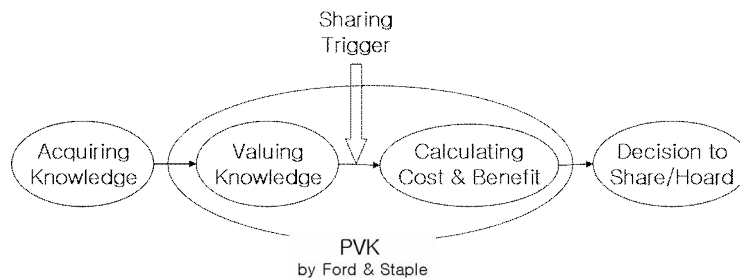 Sharing
Trigger
Acquiring
Knowledge
Valuing
Knowledge
Calculating
Cost & Benefit
Decision to
Share/Hoard
PVK
by Ford & Staple